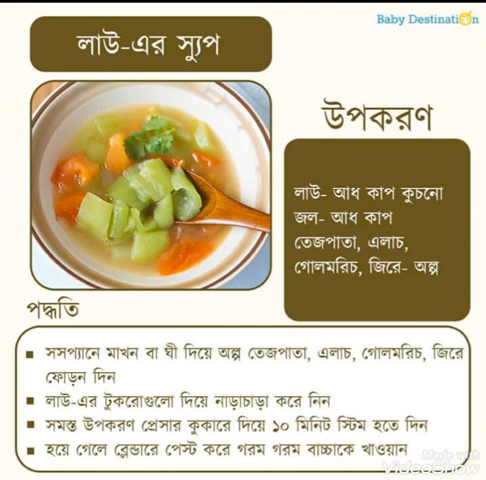 Baby Destination
লাউ-এর স্যুপ
উপকরণ
লাউ- আধ কাপ কুচনো
জল- আধ কাপ
তেজপাতা, এলাচ,
গোলমরিচ, জিরে- অল্প
পদ্ধতি
সসপ্যানে মাখন বা ঘী দিয়ে অল্প তেজপাতা, এলাচ, গোলমরিচ, জিরে
ফোড়ন দিন
লাউ-এর টুকরোগুলো দিয়ে নাড়াচাড়া করে নিন
সমস্ত উপকরণ প্রেসার কুকারে দিয়ে ১০ মিনিট স্টিম হতে দিন
হয়ে গেলে ব্লেন্ডারে পেস্ট করে গরম গরম বাচ্চাকে খাওয়ান
Made with
VideoShow